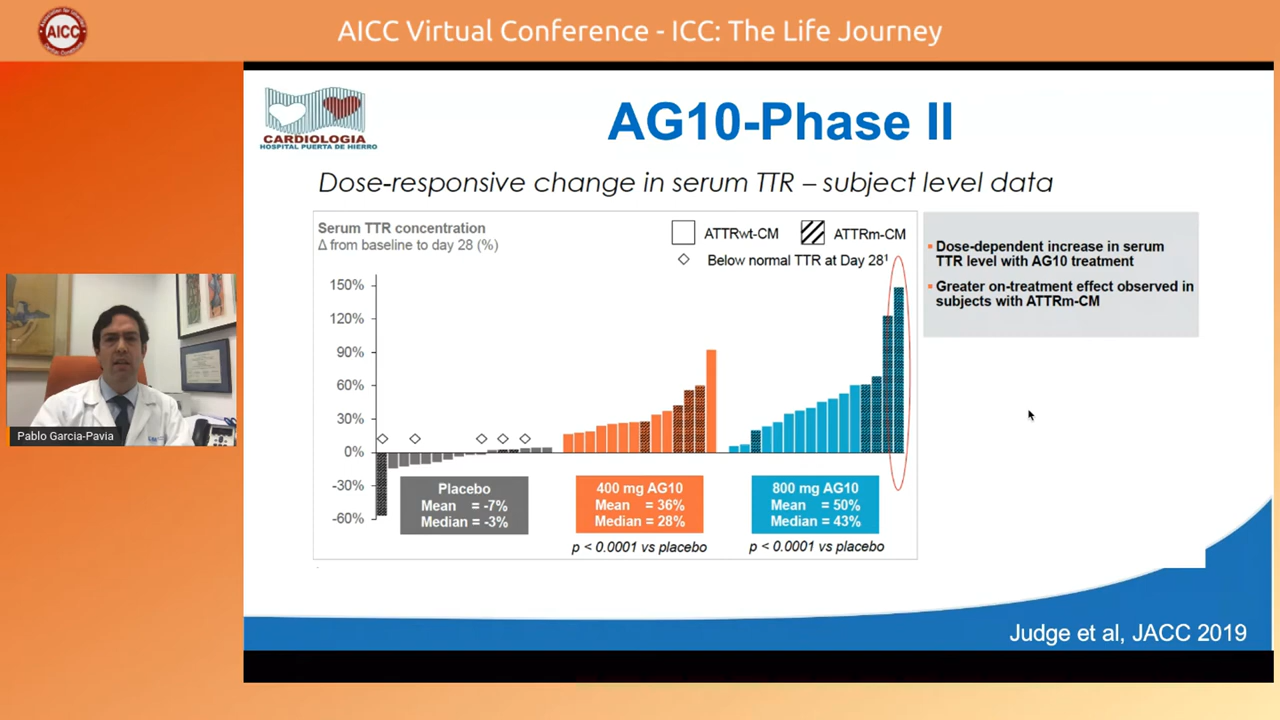 AICC
AICC Virtual Conference - ICC: The Life Journey
CARDIOLOGIA
HOSPITAL PUERTA DE HIERRO
AG10-Phase II
Dose-responsive change in serum TTR – subject level data
Serum TTR concentration
Δ from baseline to day 28 (%)
ATTRwt-CM
ATTRm-CM
Below normal TTR at Day 28¹
150%
120%
90%
60%
30%
0%
-30%
-60%
Placebo
Mean = -7%
Median = -3%
400 mg AG10
Mean = 36%
Median = 28%
p < 0.0001 vs placebo
800 mg AG10
Mean = 50%
Median = 43%
p < 0.0001 vs placebo
Dose-dependent increase in serum
TTR level with AG10 treatment
Greater on-treatment effect observed in
subjects with ATTRm-CM
Pablo Garcia-Pavia
Judge et al, JACC 2019